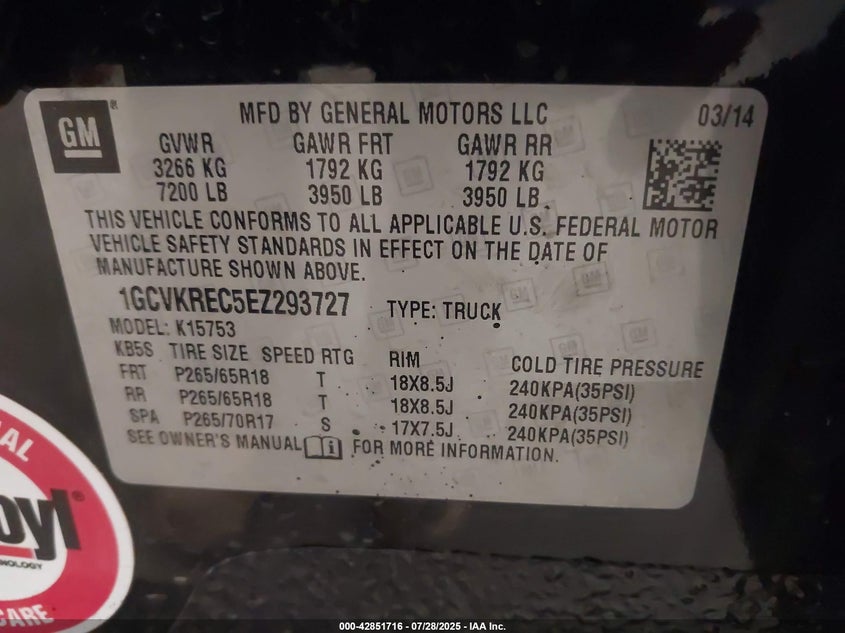 GM ®
MFD BY GENERAL MOTORS LLC
03/14
GVWR GAWR FRT GAWR RR
3266 KG 1792 KG 1792 KG
7200 LB 3950 LB 3950 LB
THIS VEHICLE CONFORMS TO ALL APPLICABLE U.S. FEDERAL MOTOR
VEHICLE SAFETY STANDARDS IN EFFECT ON THE DATE OF
MANUFACTURE SHOWN ABOVE.
1GCVKREC5EZ293727 TYPE: TRUCK
MODEL: K15753
KB5S TIRE SIZE SPEED RTG RIM COLD TIRE PRESSURE
FRT P265/65R18 T 18X8.5J 240KPA(35PSI)
RR P265/65R18 T 18X8.5J 240KPA(35PSI)
SPA P265/70R17 S 17X7.5J 240KPA(35PSI)
SEE OWNER'S MANUAL FOR MORE INFORMATION.
CARE
000-42851716 | 07/28/2025 - IAA Inc.